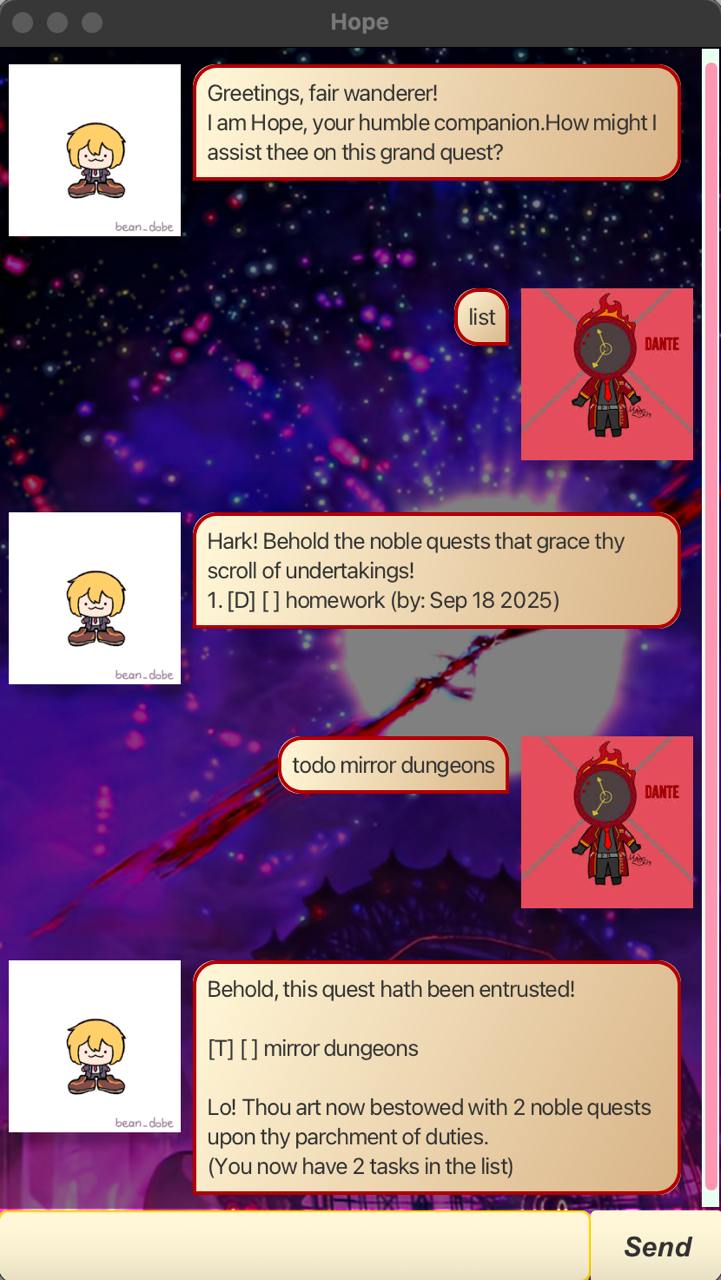 Hope
Greetings, fair wanderer!
I am Hope, your humble companion.How might I
assist thee on this grand quest?
bean_dobe
list
DANTE
Hark! Behold the noble quests that grace thy
scroll of undertakings!
1. [D] [ ] homework (by: Sep 18 2025)
bean_dobe
todo mirror dungeons
DANTE
Behold, this quest hath been entrusted!
[T] [ ] mirror dungeons
Lo! Thou art now bestowed with 2 noble quests
upon thy parchment of duties.
(You now have 2 tasks in the list)
bean_dobe
Send